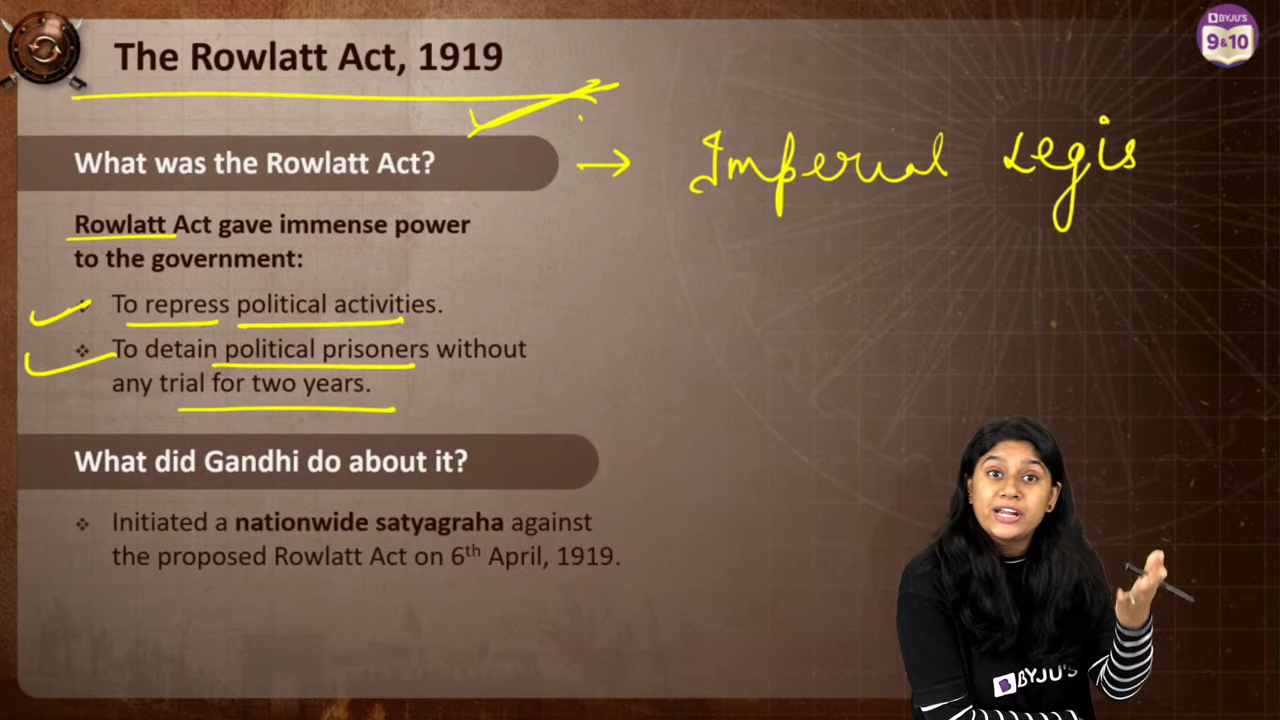 The Rowlatt Act, 1919
BYJU'S
9&10
What was the Rowlatt Act?
→ Imperial Legis
Rowlatt Act gave immense power
to the government:
To repress political activities.
To detain political prisoners without
any trial for two years.
What did Gandhi do about it?
Initiated a nationwide satyagraha against
the proposed Rowlatt Act on 6th April, 1919.
BYJU'S